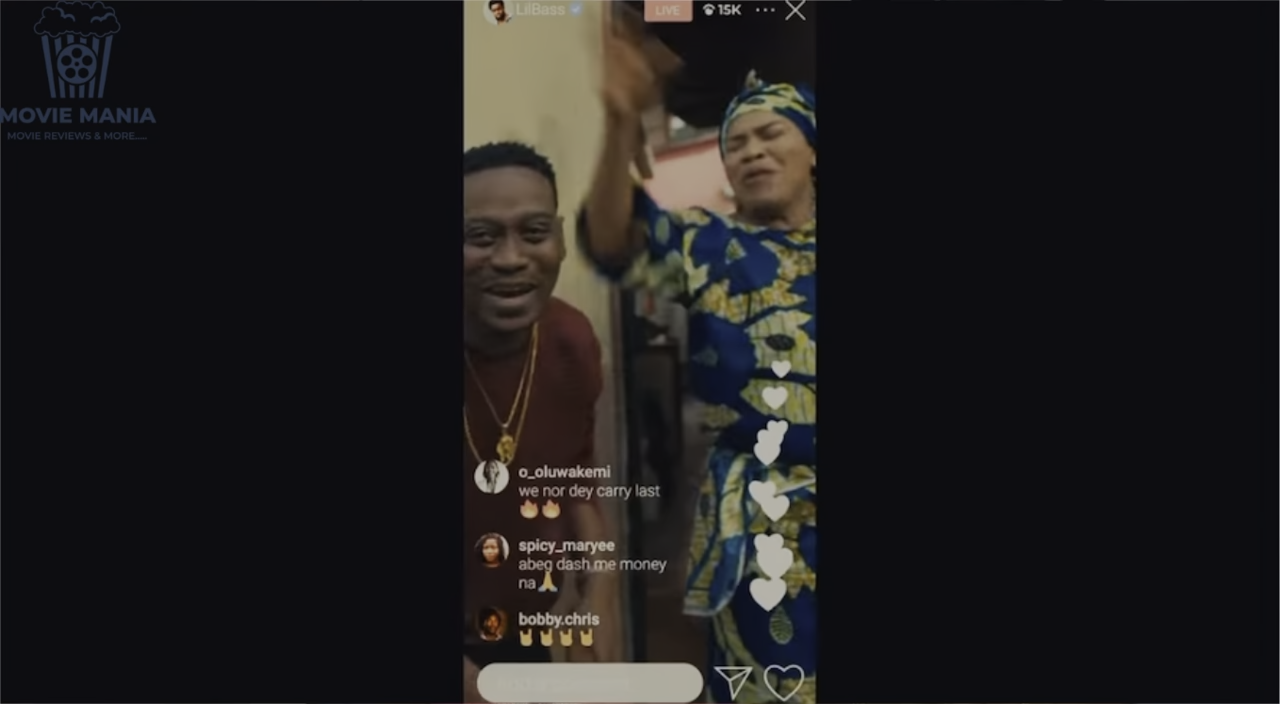 LilBass
LIVE
15K
MOVIE MANIA
MOVIE REVIEWS & MORE....
o_oluwakemi
we nor dey carry last
🔥🔥
spicy_maryee
abeg dash me money
na🙏
bobby.chris
🤘🤘🤘🤘